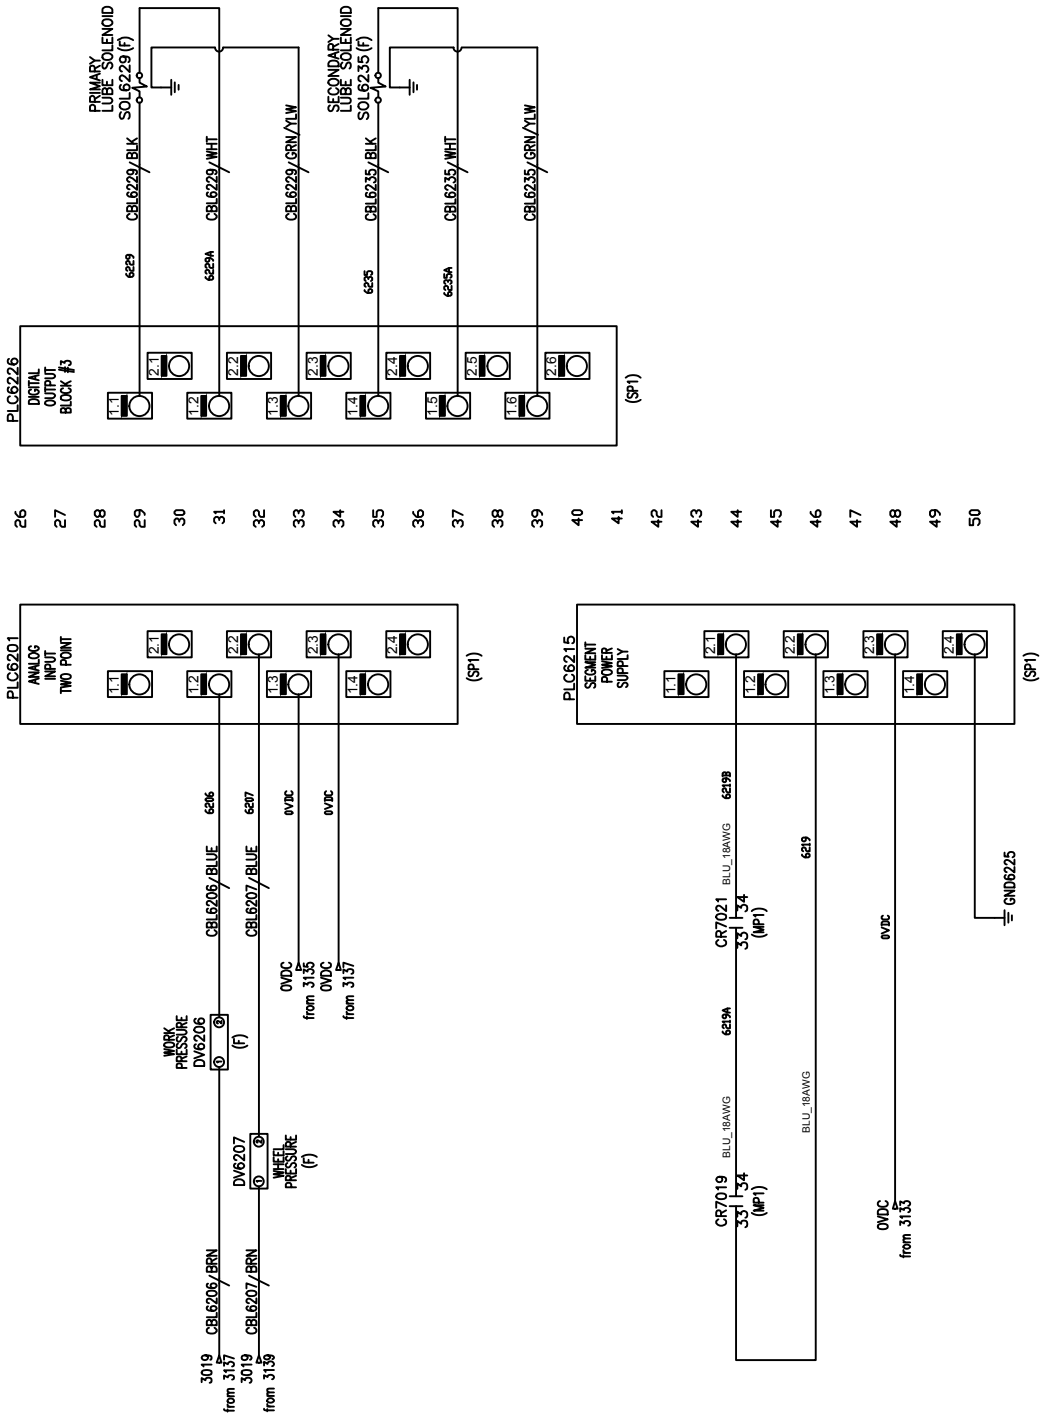 PRIMARY
LUBE SOLENOID
SOL6229(F)
SECONDARY
LUBE SOLENOID
SOL6235(F)
CBL6229/BLK
CBL6229/WHT
CBL6229/GRN/YLW
CBL6235/BLK
CBL6235/WHT
CBL6235/GRN/YLW
6229
6229A
6235
6235A
PLC6226
DIGITAL
OUTPUT
BLOCK #3
2.1
2.2
2.3
2.4
2.5
2.6
1.1
1.2
1.3
1.4
1.5
1.6
(SP1)
26
27
28
29
30
31
32
33
34
35
36
37
38
39
40
41
42
43
44
45
46
47
48
49
50
PLC6201
ANALOG
INPUT
TWO POINT
2.1
2.2
2.3
2.4
1.1
1.2
1.3
1.4
(SP1)
6206
6207
0VDC
0VDC
CBL6206/BLUE
CBL6207/BLUE
0VDC
from 3135
0VDC
from 3137
WORK
PRESSURE
DV6206
1
2
(F)
DV6207
1
2
WHEEL
PRESSURE
(F)
CBL6206/BRN
CBL6207/BRN
3019
from 3137
3019
from 3139
PLC6215
SEGMENT
POWER
SUPPLY
2.1
2.2
2.3
2.4
1.1
1.2
1.3
1.4
(SP1)
6219B
BLU_18AWG
6219
CR7021
33
34
(MP1)
0VDC
GND6225
6219A
BLU_18AWG
BLU_18AWG
CR7019
33
34
(MP1)
0VDC
from 3133